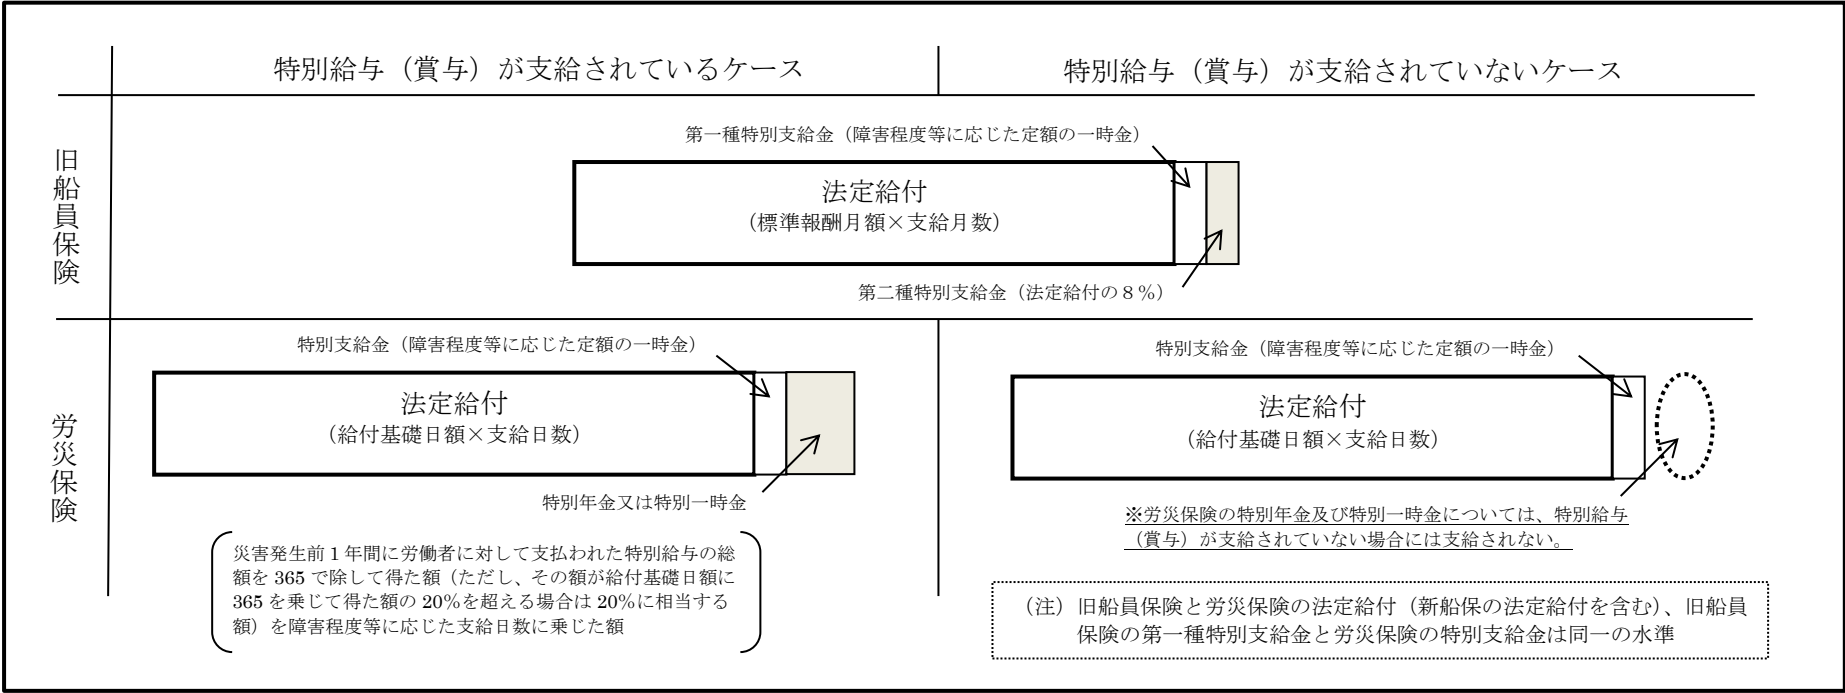 特別給与（賞与）が支給されているケース
特別給与（賞与）が支給されていないケース
旧船員保険
第一種特別支給金（障害程度等に応じた定額の一時金）
法定給付
（標準報酬月額×支給月数）
第二種特別支給金（法定給付の８％）
労災保険
特別支給金（障害程度等に応じた定額の一時金）
法定給付
（給付基礎日額×支給日数）
特別年金又は特別一時金
災害発生前１年間に労働者に対して支払われた特別給与の総
額を 365 で除して得た額（ただし、その額が給付基礎日額に
365 を乗じて得た額の 20％を超える場合は 20％に相当する
額）を障害程度等に応じた支給日数に乗じた額
特別支給金（障害程度等に応じた定額の一時金）
法定給付
（給付基礎日額×支給日数）
※労災保険の特別年金及び特別一時金については、特別給与
（賞与）が支給されていない場合には支給されない。
（注）旧船員保険と労災保険の法定給付（新船保の法定給付を含む）、旧船員
保険の第一種特別支給金と労災保険の特別支給金は同一の水準